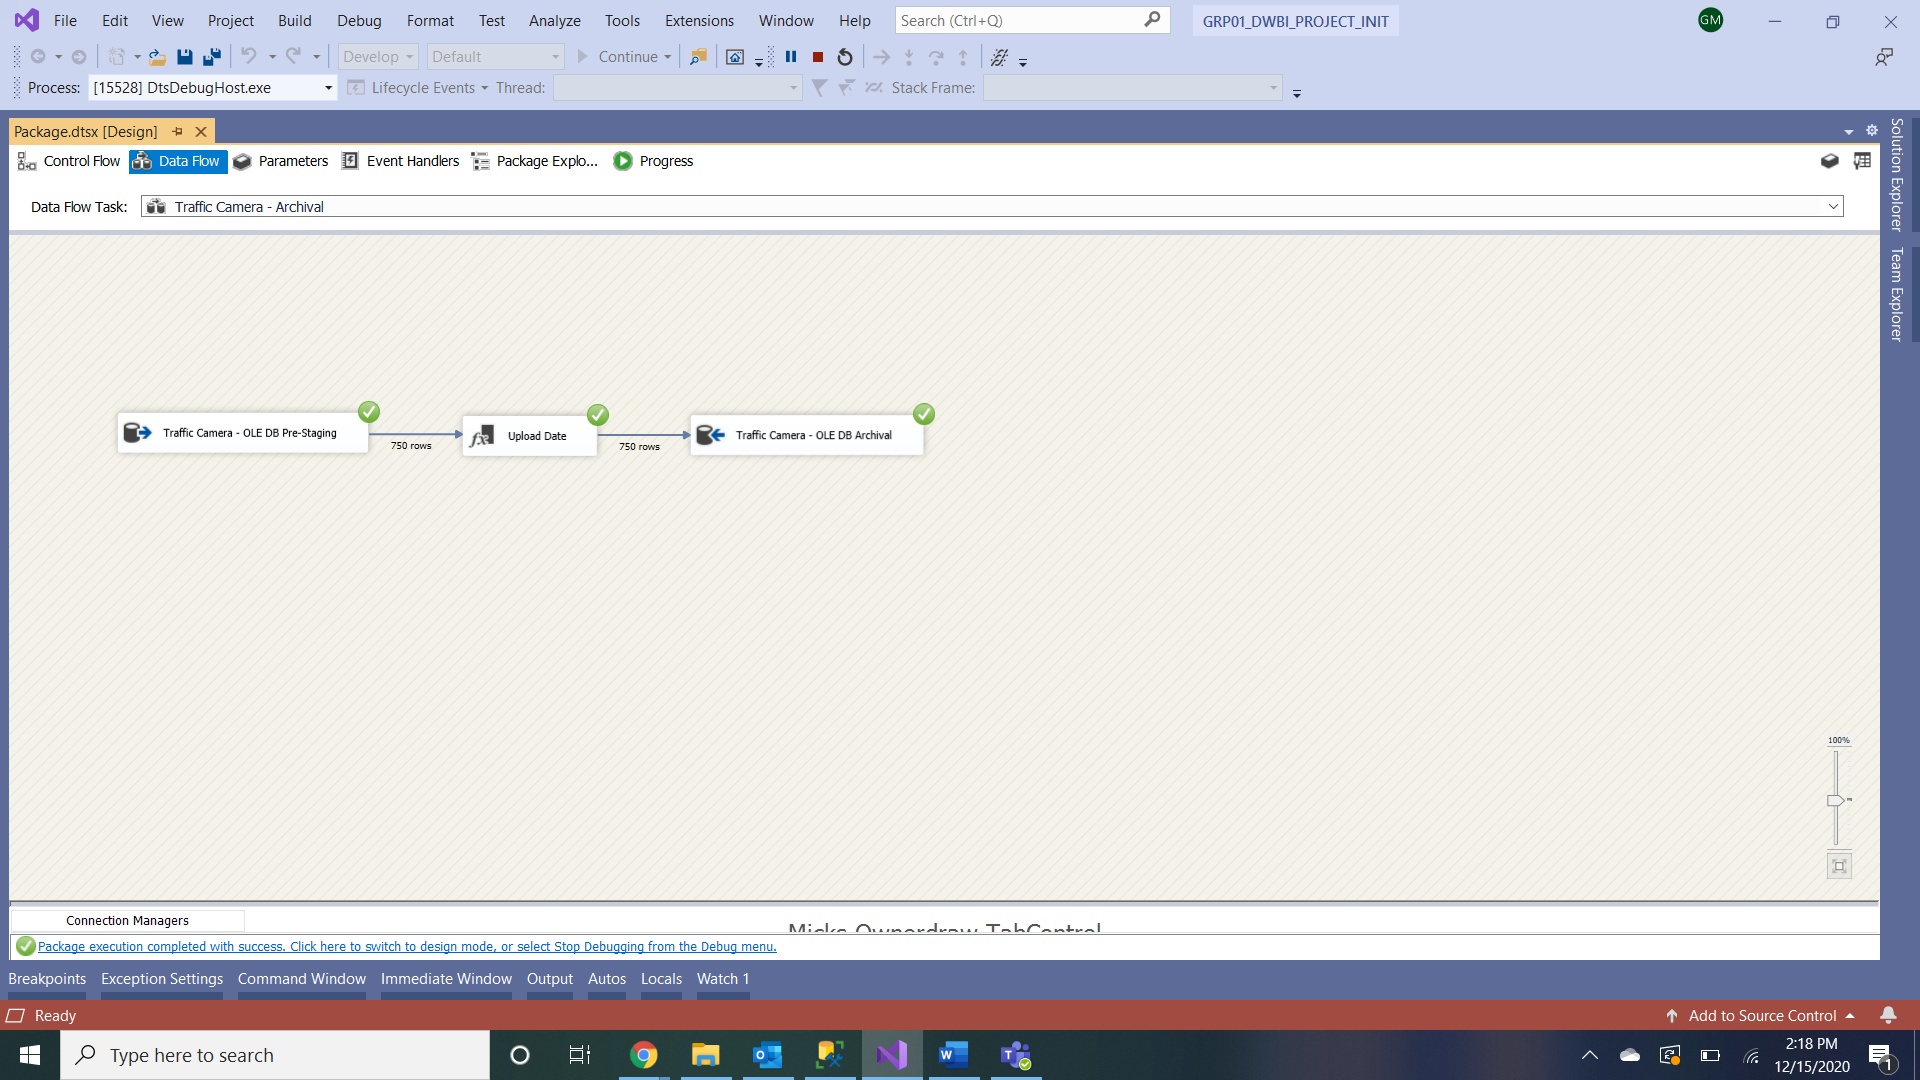 File Edit View Project Build Debug Format Test Analyze Tools Extensions Window Help Search (Ctrl+Q) GRP01_DWBI_PROJECT_INIT GM
Develop Default Continue
Process: [15528] DtsDebugHost.exe Lifecycle Events Thread: Stack Frame:
Package.dtsx [Design]
Control Flow Data Flow Parameters Event Handlers Package Explo... Progress
Data Flow Task: Traffic Camera - Archival
Solution Explorer
Team Explorer
Traffic Camera - OLE DB Pre-Staging
750 rows
fx Upload Date
750 rows
Traffic Camera - OLE DB Archival
100%
Connection Managers
Micks Ownerdraw TabControl
Package execution completed with success. Click here to switch to design mode, or select Stop Debugging from the Debug menu.
Breakpoints Exception Settings Command Window Immediate Window Output Autos Locals Watch 1
Ready Add to Source Control
Type here to search
2:18 PM
12/15/2020
1